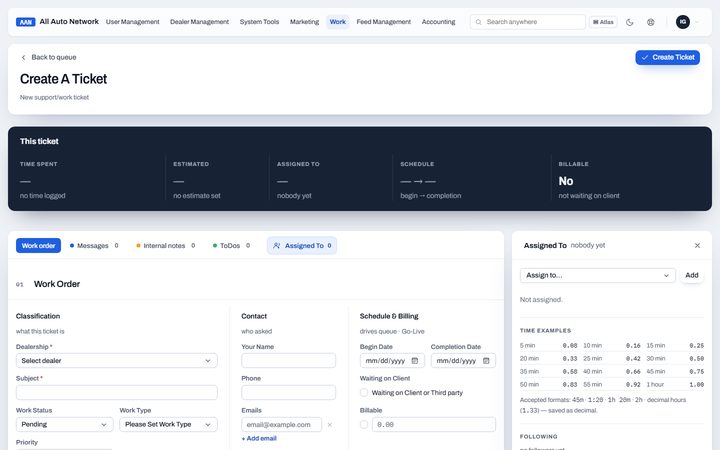 AAN All Auto Network User Management Dealer Management System Tools Marketing Work Feed Management Accounting Search anywhere Atlas IG
Back to queue
Create Ticket
Create A Ticket
New support/work ticket
This ticket
TIME SPENT ESTIMATED ASSIGNED TO SCHEDULE BILLABLE
— — — — → — No
no time logged no estimate set nobody yet begin → completion not waiting on client
Work order Messages 0 Internal notes 0 ToDos 0 Assigned To 0
01 Work Order
Classification
what this ticket is
Dealership *
Select dealer
Subject *
Work Status Work Type
Pending Please Set Work Type
Priority
Contact
who asked
Your Name
Phone
Emails
email@example.com ×
+ Add email
Schedule & Billing
drives queue · Go-Live
Begin Date Completion Date
mm/dd/yyyy mm/dd/yyyy
Waiting on Client
Waiting on Client or Third party
Billable
0.00
Assigned To nobody yet ×
Assign to... Add
Not assigned.
TIME EXAMPLES
5 min 0.08 10 min 0.16 15 min 0.25
20 min 0.33 25 min 0.42 30 min 0.50
35 min 0.58 40 min 0.66 45 min 0.75
50 min 0.83 55 min 0.92 1 hour 1.00
Accepted formats: 45m · 1:20 · 1h 20m · 2h · decimal hours
(1.33) — saved as decimal.
FOLLOWING